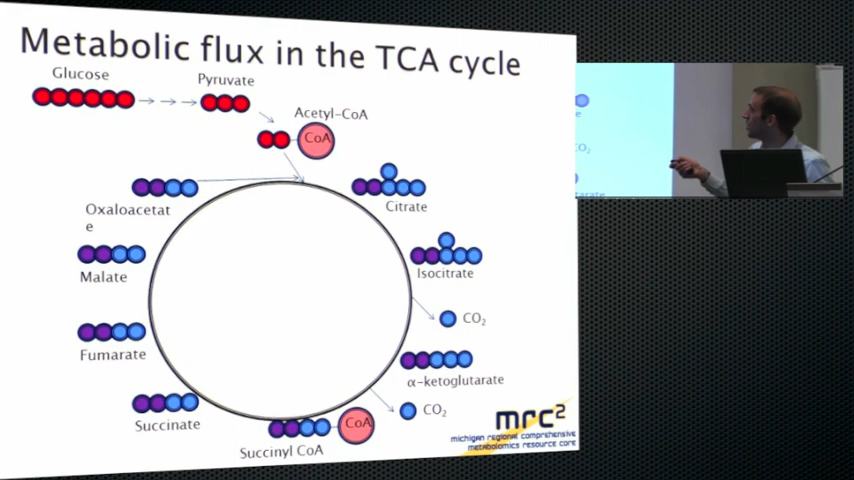 Metabolic flux in the TCA cycle
Glucose
Pyruvate
Acetyl-CoA
CoA
Oxaloacetat
e
Citrate
Malate
Isocitrate
CO₂
Fumarate
α-ketoglutarate
CO₂
Succinate
CoA
Succinyl CoA
mrc²
michigan regional comprehensive
metabolomics resource core
CO₂